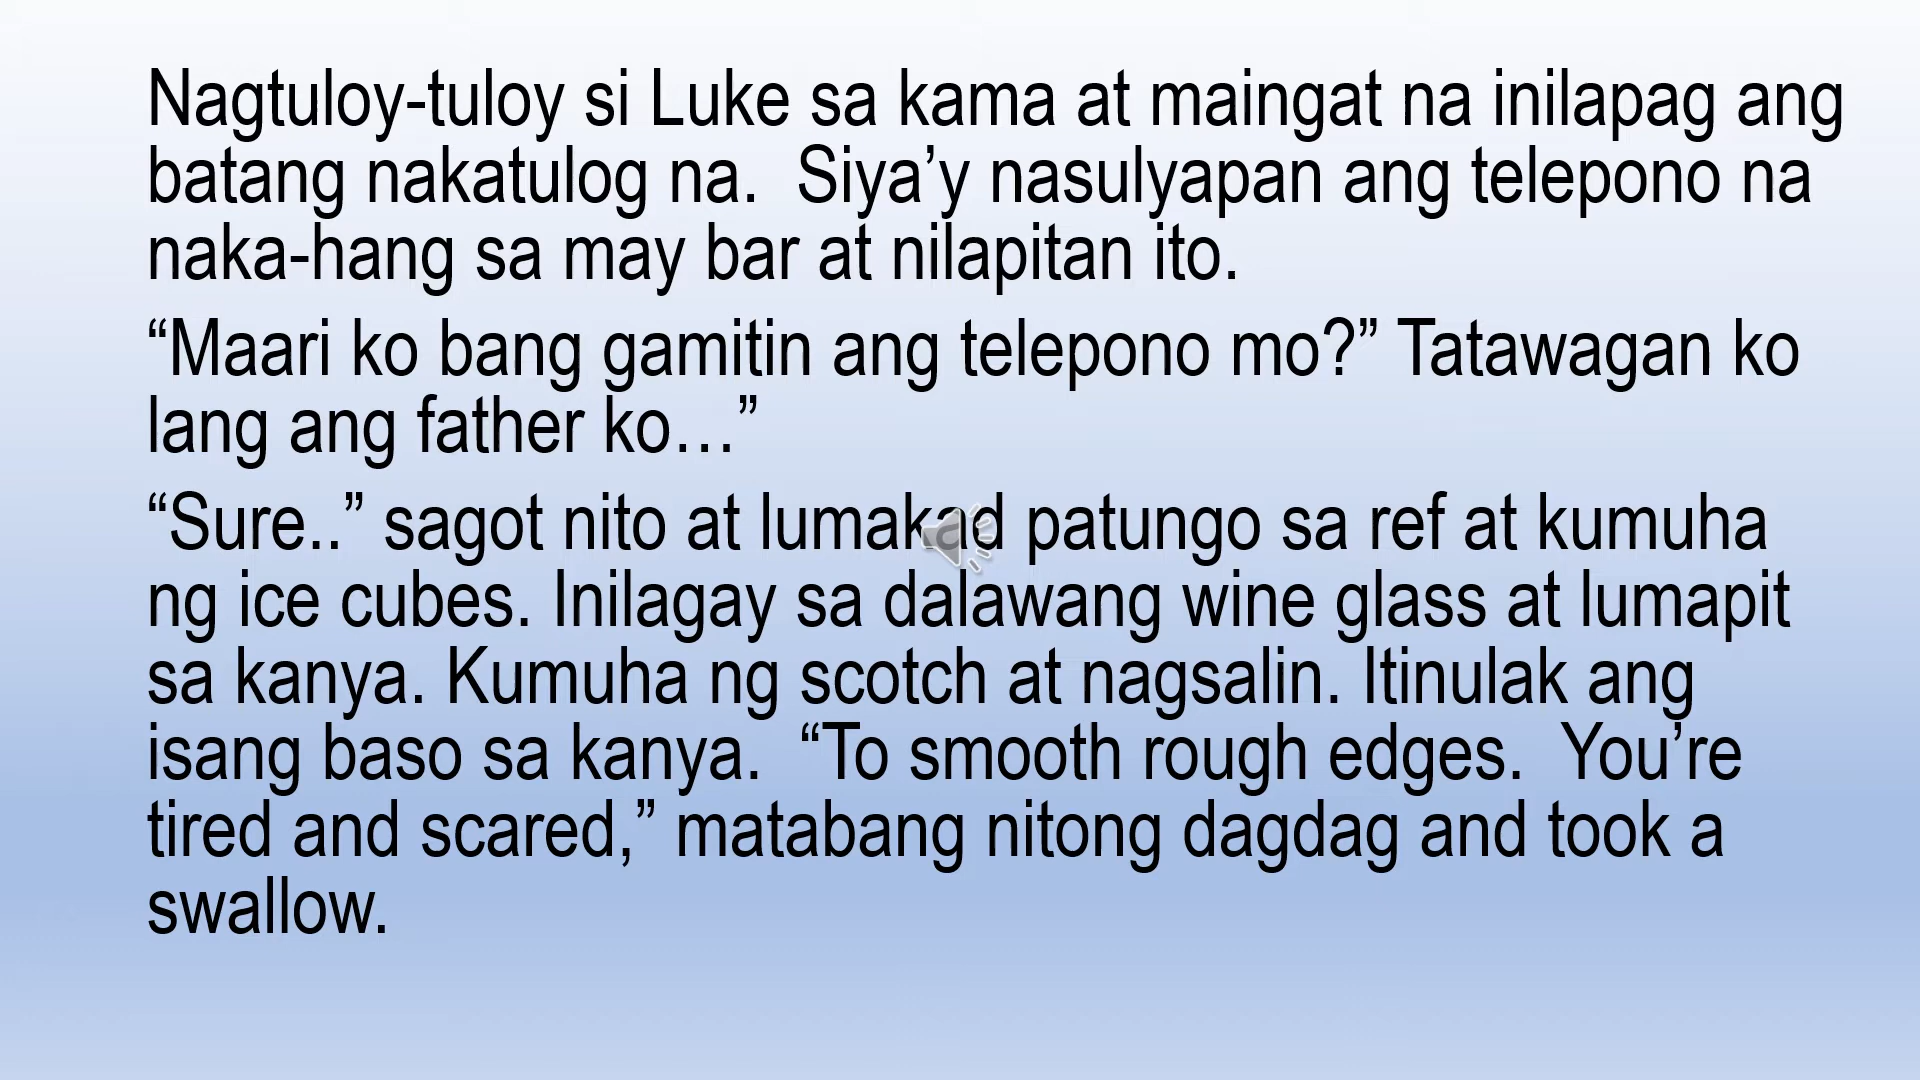 Nagtuloy-tuloy si Luke sa kama at maingat na inilapag ang
batang nakatulog na.  Siya’y nasulyapan ang telepono na
naka-hang sa may bar at nilapitan ito.
“Maari ko bang gamitin ang telepono mo?” Tatawagan ko
lang ang father ko…”
“Sure..” sagot nito at lumakad patungo sa ref at kumuha
ng ice cubes. Inilagay sa dalawang wine glass at lumapit
sa kanya. Kumuha ng scotch at nagsalin. Itinulak ang
isang baso sa kanya.  “To smooth rough edges.  You’re
tired and scared,” matabang nitong dagdag and took a
swallow.